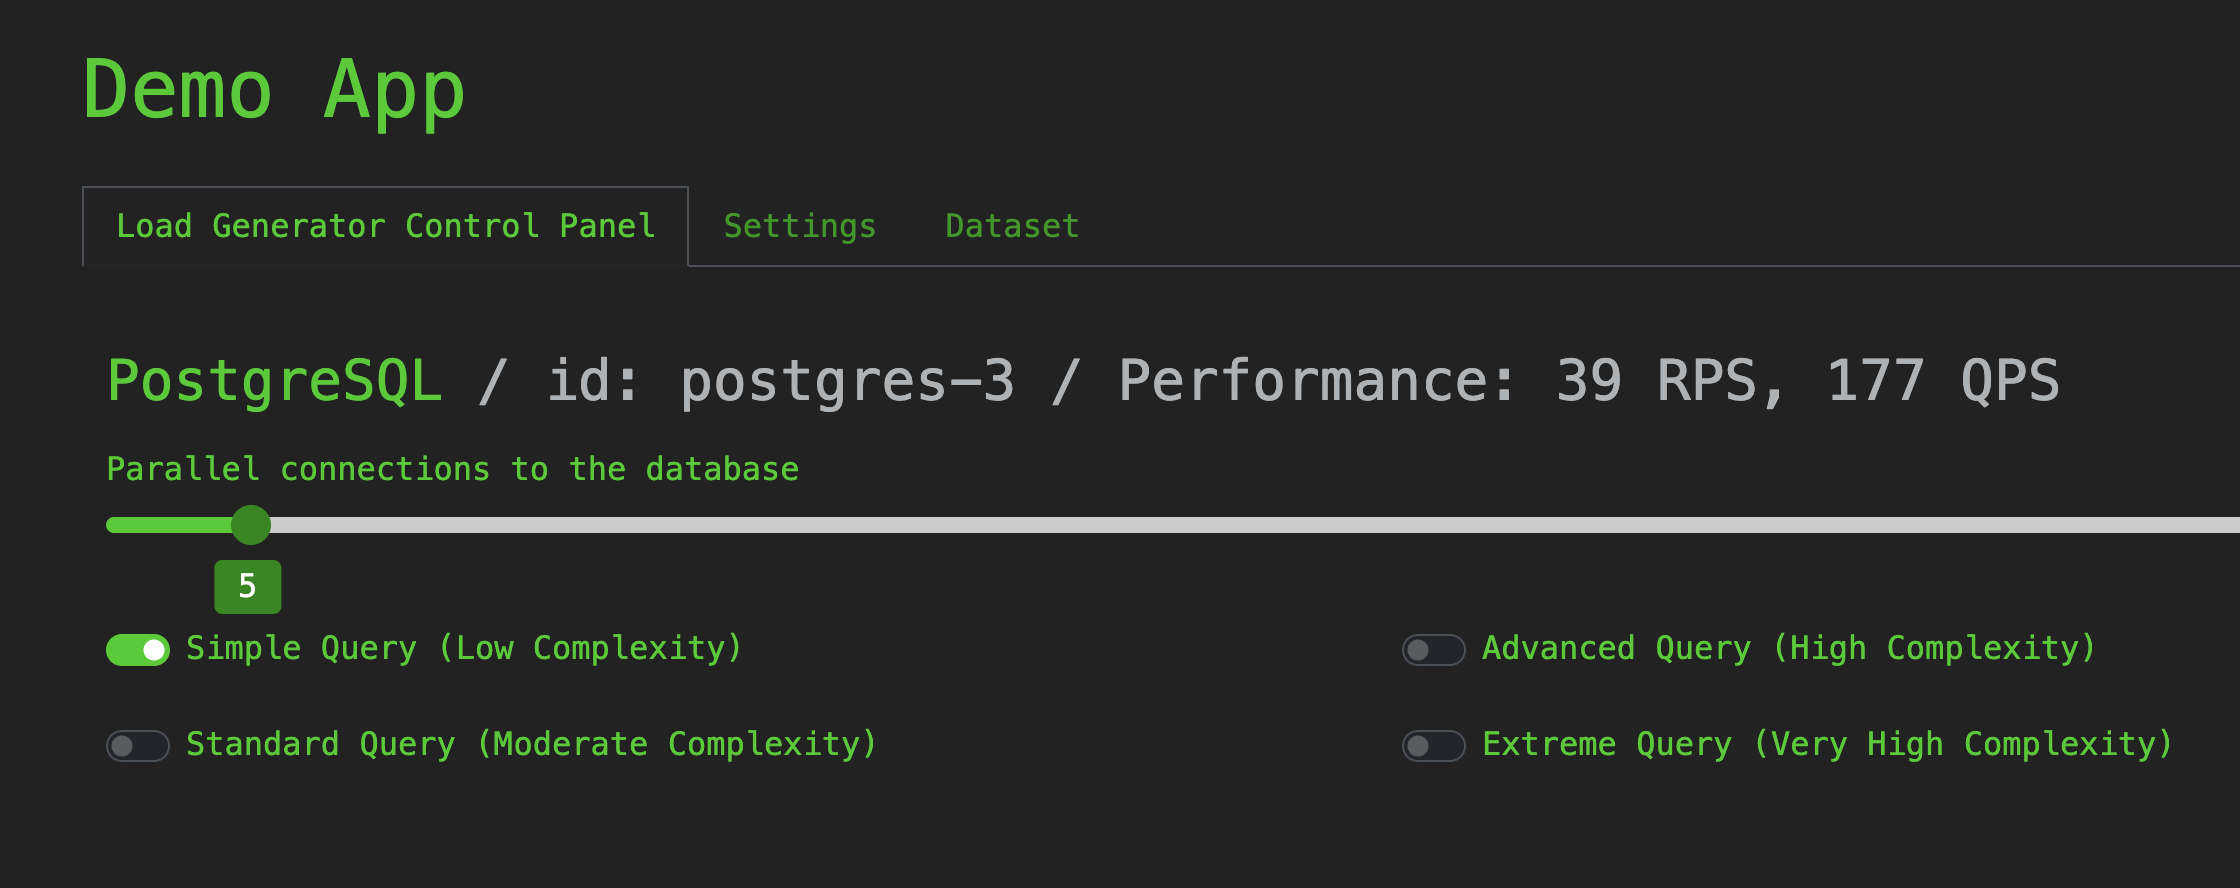 Demo App
Load Generator Control Panel Settings Dataset
PostgreSQL / id: postgres-3 / Performance: 39 RPS, 177 QPS
Parallel connections to the database
5
Simple Query (Low Complexity) Advanced Query (High Complexity)
Standard Query (Moderate Complexity) Extreme Query (Very High Complexity)